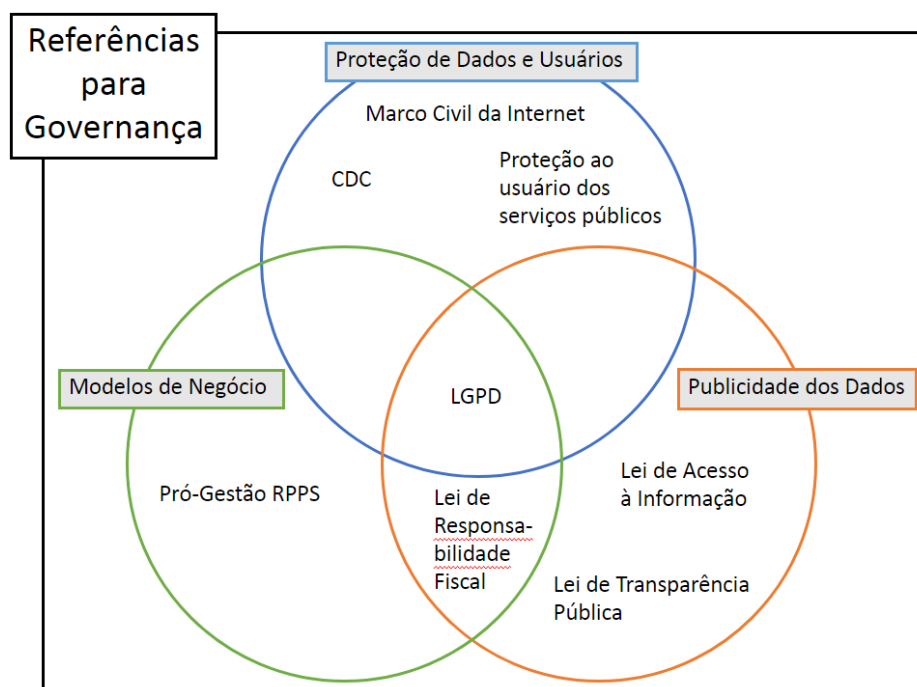 Referências
para
Governança
Proteção de Dados e Usuários
Marco Civil da Internet
CDC
Proteção ao
usuário dos
serviços públicos
Modelos de Negócio
LGPD
Publicidade dos Dados
Pró-Gestão RPPS
Lei de
Responsa-
bilidade
Fiscal
Lei de Acesso
à Informação
Lei de Transparência
Pública